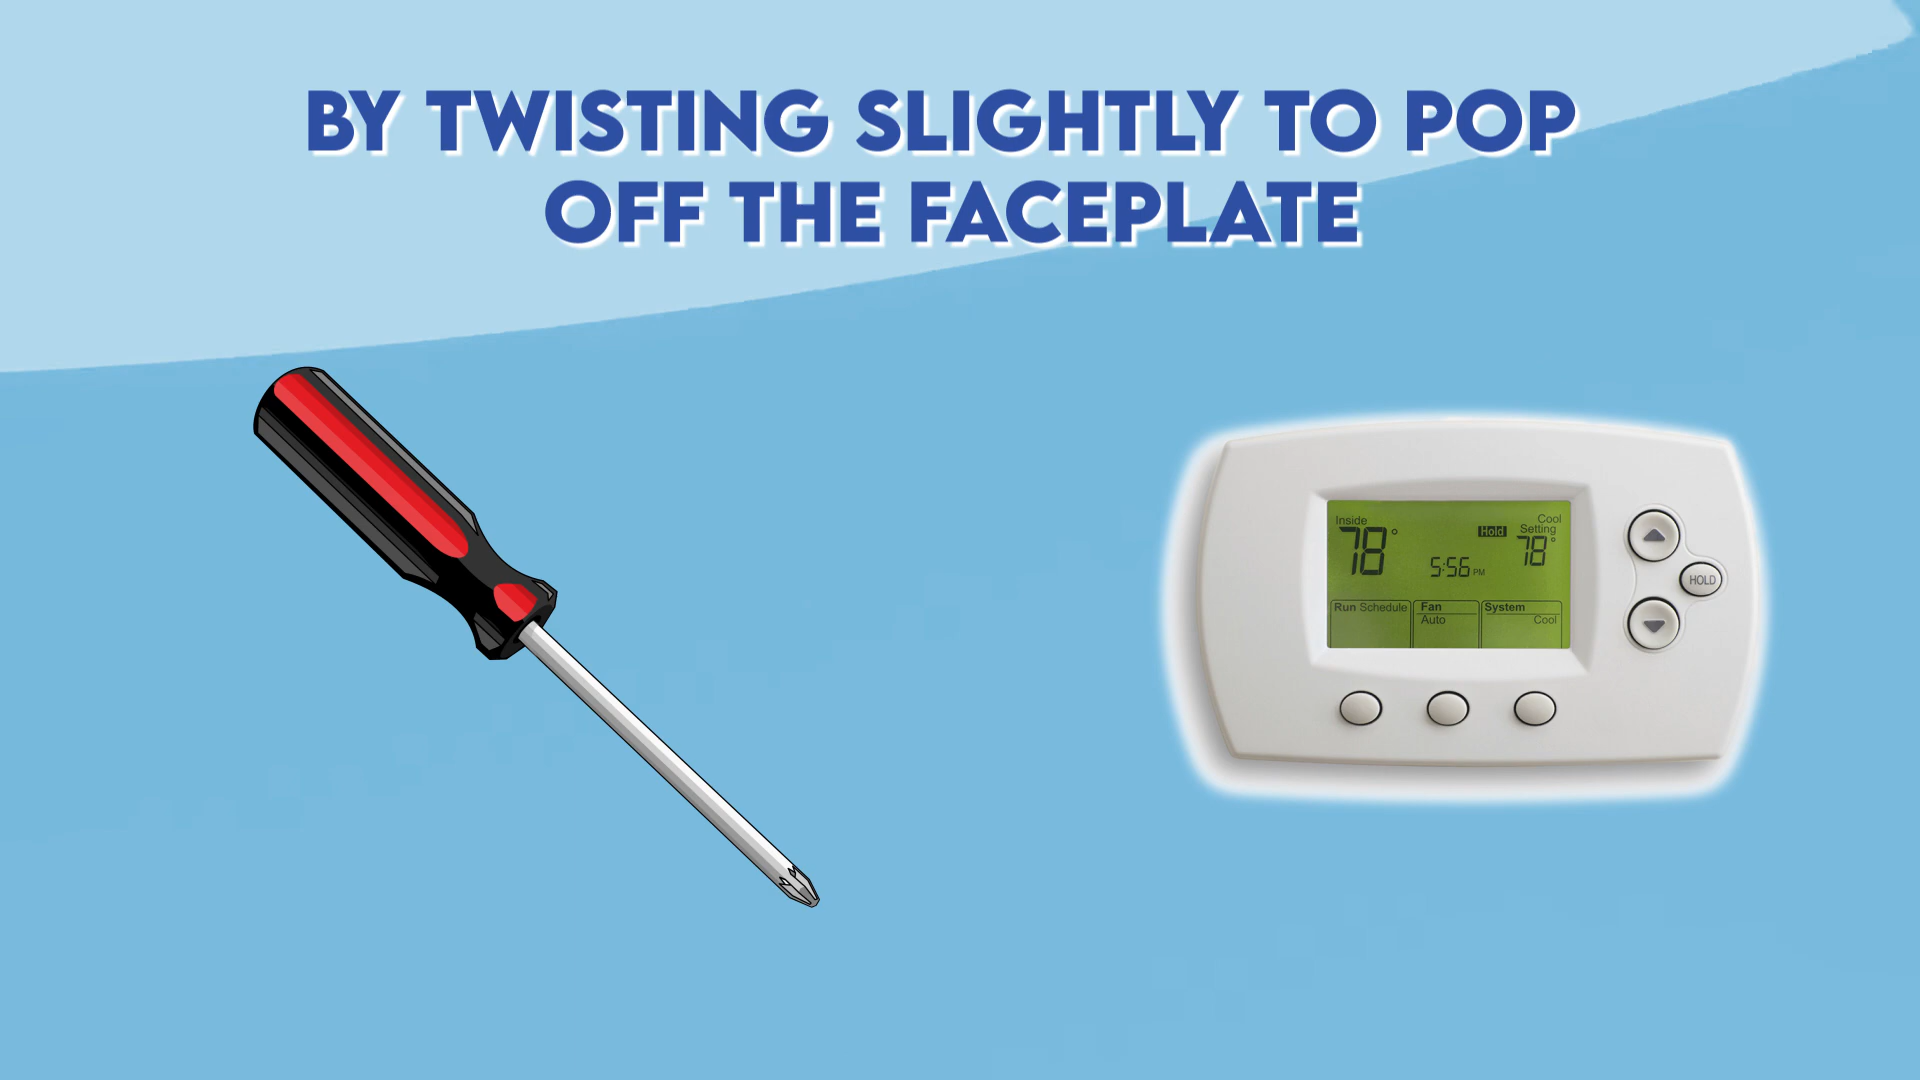 BY TWISTING SLIGHTLY TO POP
OFF THE FACEPLATE
Inside
78°
Hold
Cool
Setting
78°
5:56 PM
Run Schedule
Fan
Auto
System
Cool
HOLD